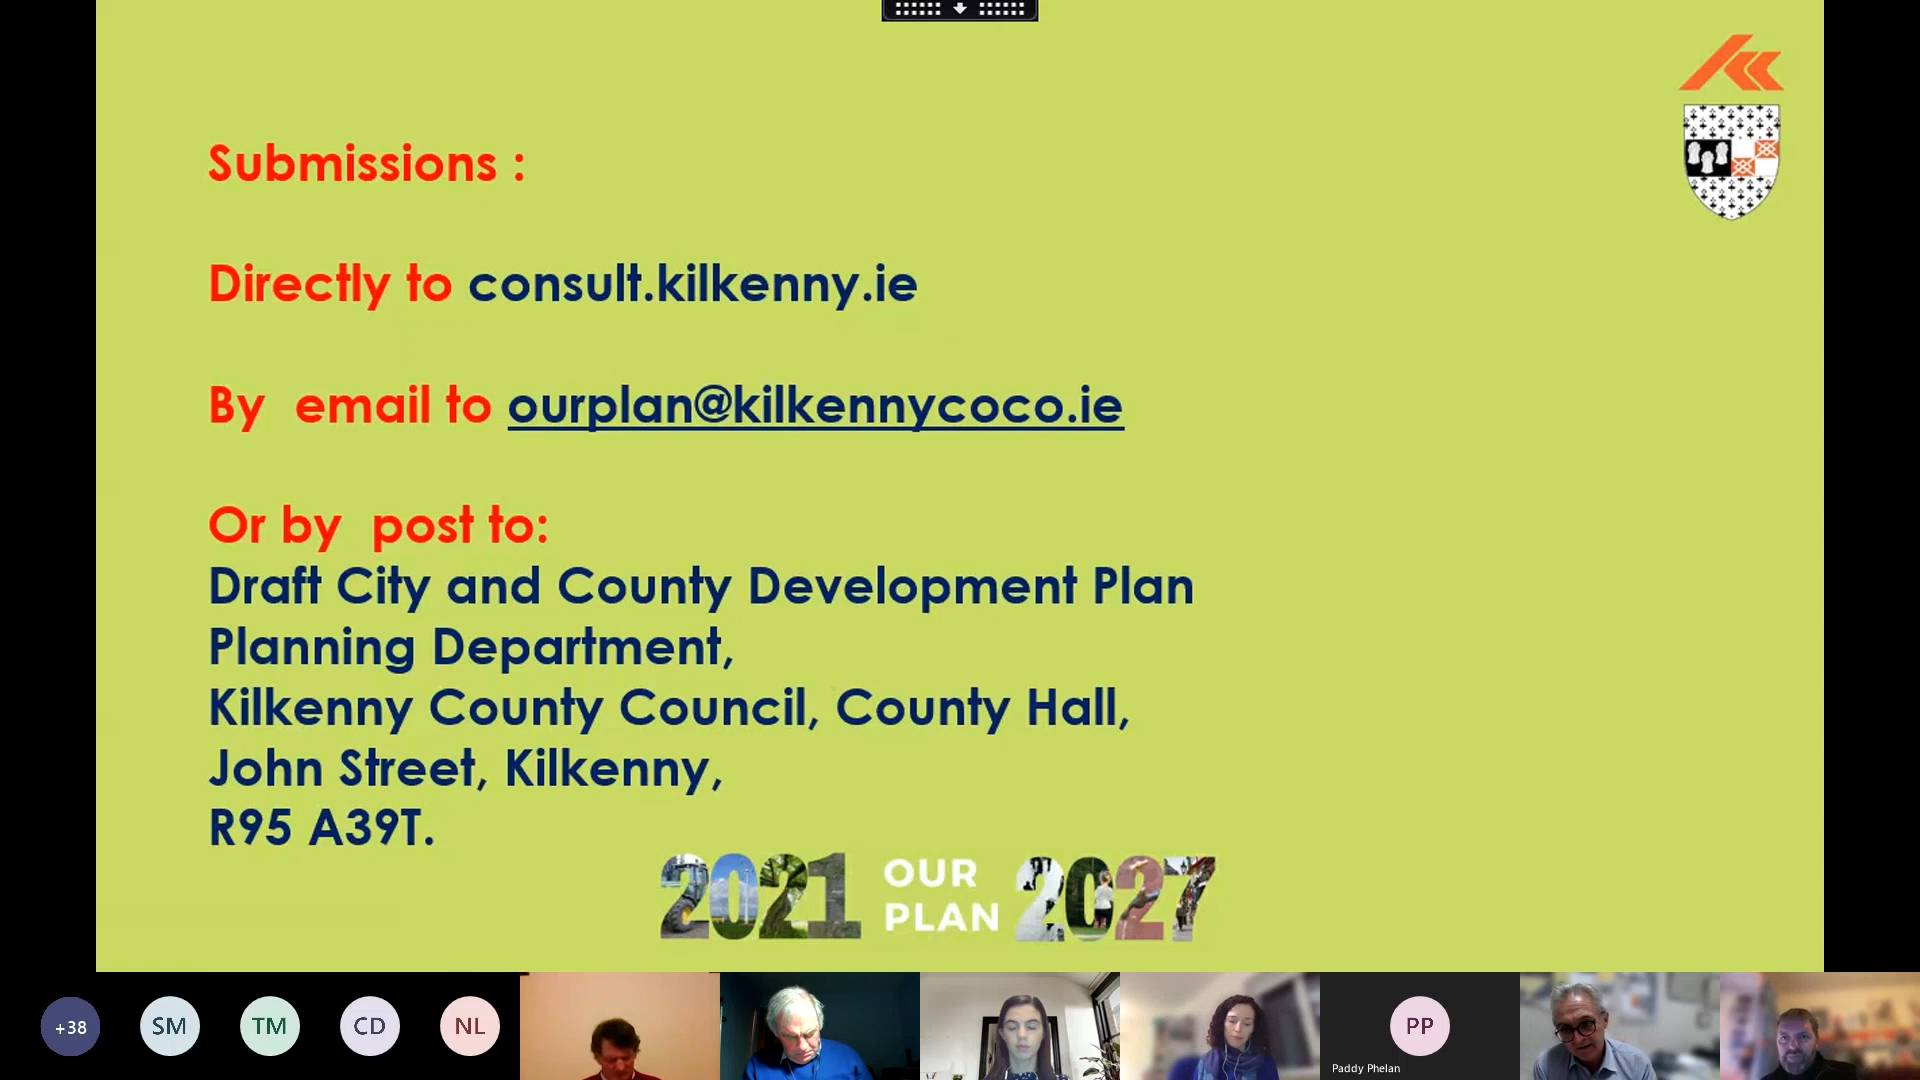 Submissions :
Directly to consult.kilkenny.ie
By email to ourplan@kilkennycoco.ie
Or by post to:
Draft City and County Development Plan
Planning Department,
Kilkenny County Council, County Hall,
John Street, Kilkenny,
R95 A39T.
2021 OUR PLAN 2027
+38
SM
TM
CD
NL
PP
Paddy Phelan